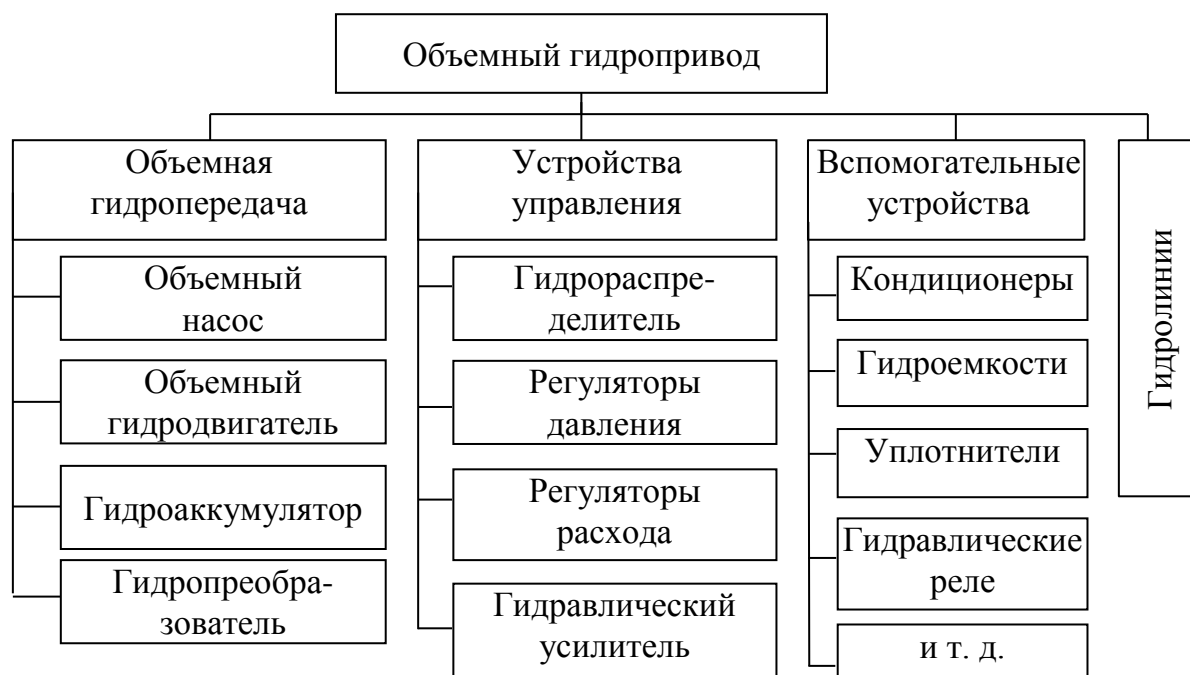 Объемный гидропривод
Объемная
гидропередача
Объемный
насос
Объемный
гидродвигатель
Гидроаккумулятор
Гидропреобра-
зователь
Устройства
управления
Гидрораспре-
делитель
Регуляторы
давления
Регуляторы
расхода
Гидравлический
усилитель
Вспомогательные
устройства
Кондиционеры
Гидроемкости
Уплотнители
Гидравлические
реле
и т. д.
Гидролинии